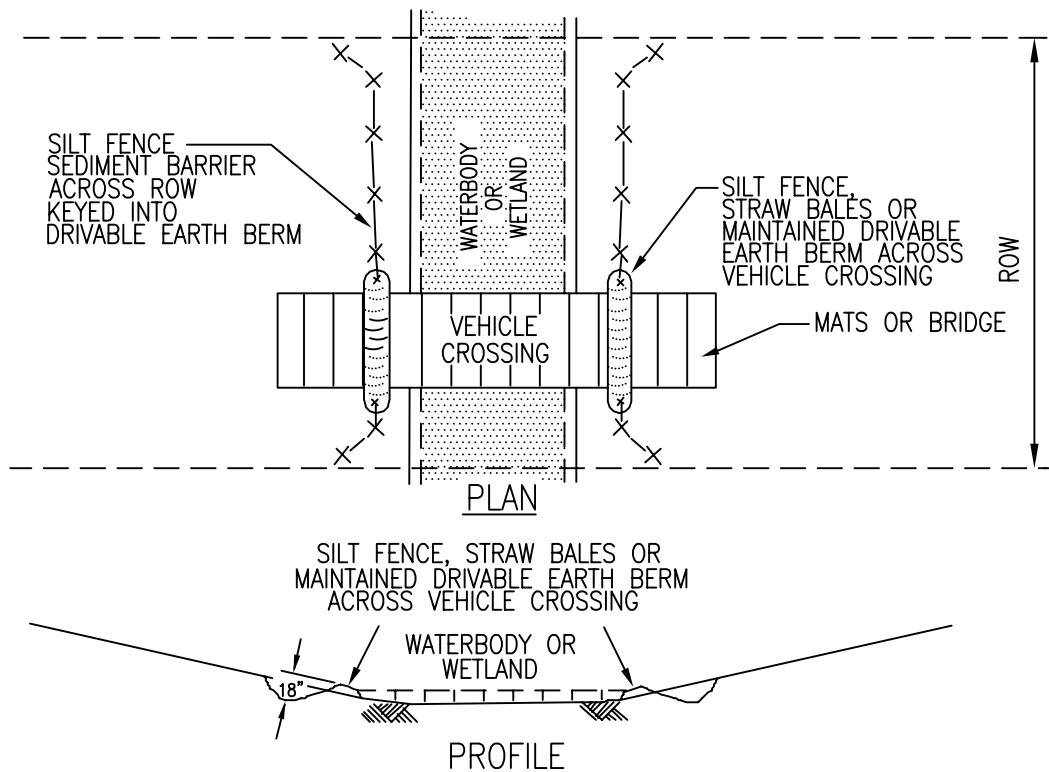 SILT FENCE
SEDIMENT BARRIER
ACROSS ROW
KEYED INTO
DRIVABLE EARTH BERM
WATERBODY
OR
WETLAND
SILT FENCE,
STRAW BALES OR
MAINTAINED DRIVABLE
EARTH BERM ACROSS
VEHICLE CROSSING
ROW
VEHICLE
CROSSING
MATS OR BRIDGE
PLAN
SILT FENCE, STRAW BALES OR
MAINTAINED DRIVABLE EARTH BERM
ACROSS VEHICLE CROSSING
WATERBODY OR
WETLAND
18"
PROFILE